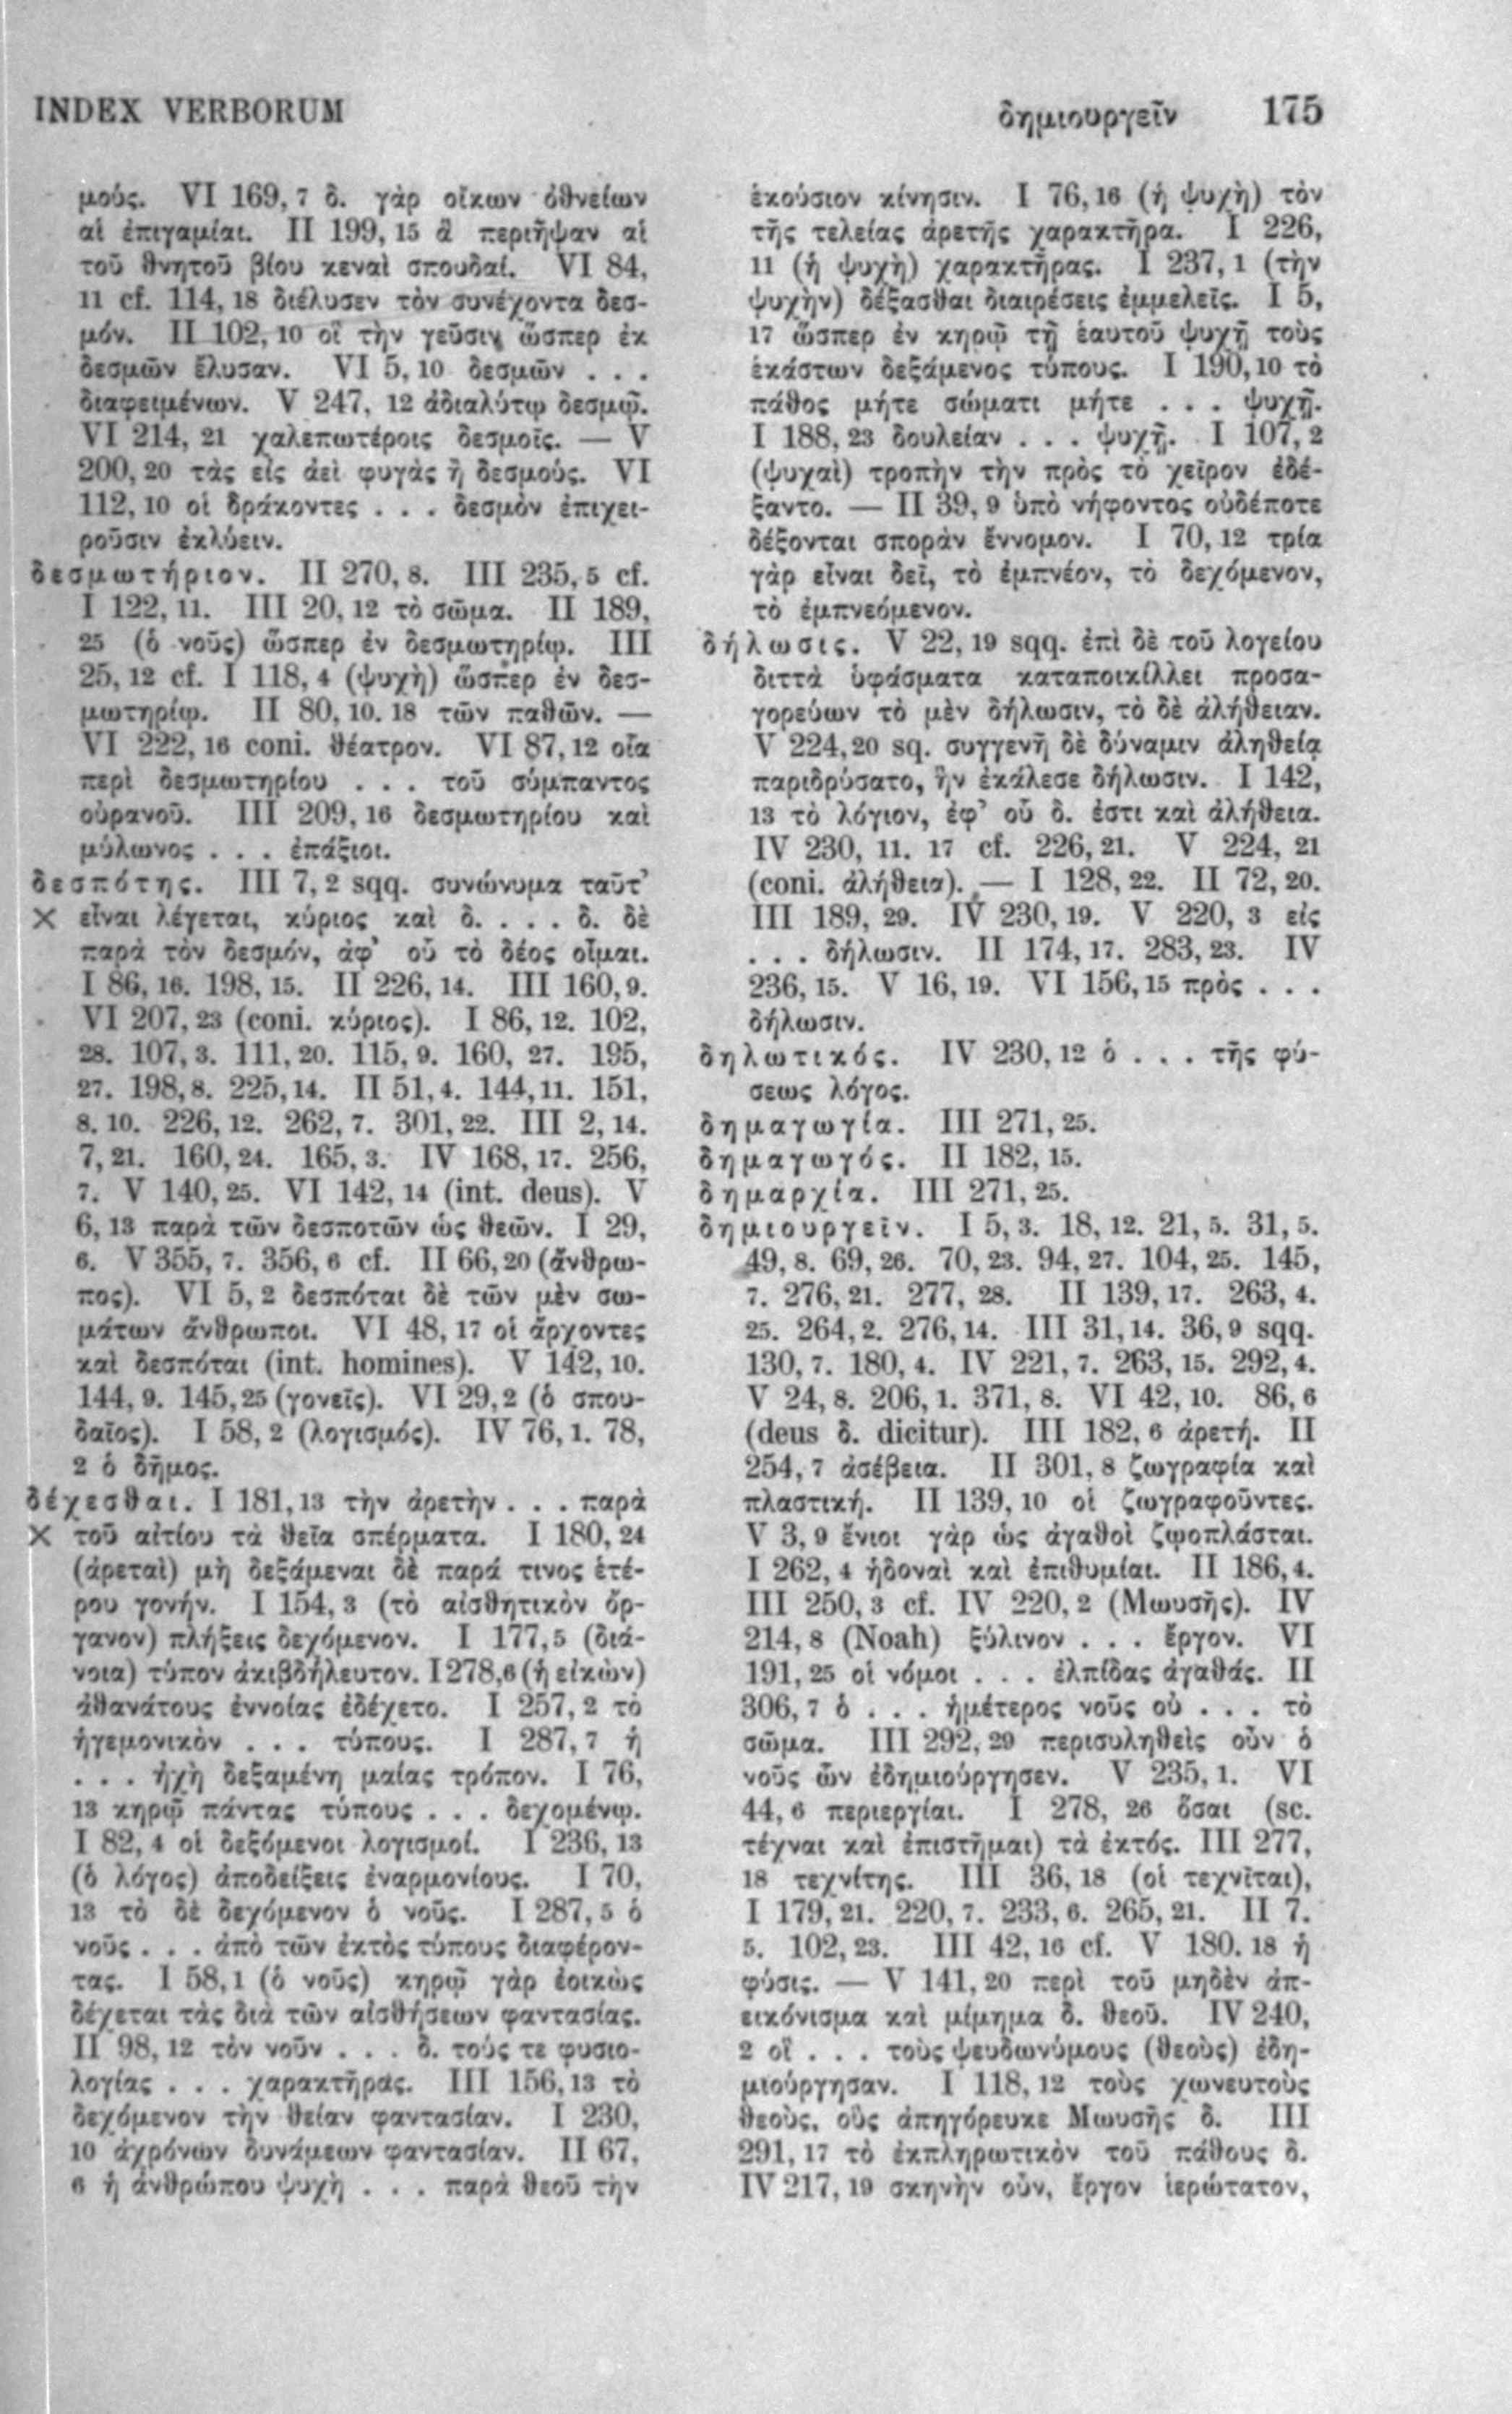 INDEX VERBORUM
δημιουργεῖν 175
μούς. VI 169, 7 δ. γὰρ οἴκων ὀθνείων
αἱ ἐπιγαμίαι. II 199, 15 ἃ περιῆψαν αἱ
τοῦ θνητοῦ βίου κεναὶ σπουδαί. VI 84,
11 cf. 114, 18 διέλυσεν τὸν συνέχοντα δεσ-
μόν. II 102, 10 οἳ τὴν γεῦσιν ὥσπερ ἐκ
δεσμῶν ἔλυσαν. VI 5, 10 δεσμῶν . . .
διαφειμένων. V 247, 12 ἀδιαλύτῳ δεσμῷ.
VI 214, 21 χαλεπωτέροις δεσμοῖς. — V
200, 20 τὰς εἰς ἀεὶ φυγὰς ἢ δεσμούς. VI
112, 10 οἱ δράκοντες . . . δεσμὸν ἐπιχει-
ροῦσιν ἐκλύειν.
δεσμωτήριον. II 270, 8. III 235, 5 cf.
I 122, 11. III 20, 12 τὸ σῶμα. II 189,
25 (ὁ νοῦς) ὥσπερ ἐν δεσμωτηρίῳ. III
25, 12 cf. I 118, 4 (ψυχὴ) ὥσπερ ἐν δεσ-
μωτηρίῳ. II 80, 10. 18 τῶν παθῶν. —
VI 222, 16 coni. θέατρον. VI 87, 12 οἷα
περὶ δεσμωτηρίου . . . τοῦ σύμπαντος
οὐρανοῦ. III 209, 16 δεσμωτηρίου καὶ
μύλωνος . . . ἐπάξιοι.
δεσπότης. III 7, 2 sqq. συνώνυμα ταῦτ’
X εἶναι λέγεται, κύριος καὶ δ. . . . δ. δὲ
παρὰ τὸν δεσμόν, ἀφ’ οὗ τὸ δέος οἶμαι.
I 86, 16. 198, 15. II 226, 14. III 160, 9.
VI 207, 23 (coni. κύριος). I 86, 12. 102,
28. 107, 3. 111, 20. 115, 9. 160, 27. 195,
27. 198, 8. 225, 14. II 51, 4. 144, 11. 151,
8. 10. 226, 12. 262, 7. 301, 22. III 2, 14.
7, 21. 160, 24. 165, 3. IV 168, 17. 256,
7. V 140, 25. VI 142, 14 (int. deus). V
6, 13 παρὰ τῶν δεσποτῶν ὡς θεῶν. I 29,
6. V 355, 7. 356, 6 cf. II 66, 20 (ἄνθρω-
πος). VI 5, 2 δεσπόται δὲ τῶν μὲν σω-
μάτων ἄνθρωποι. VI 48, 17 οἱ ἄρχοντες
καὶ δεσπόται (int. homines). V 142, 10.
144, 9. 145, 25 (γονεῖς). VI 29, 2 (ὁ σπου-
δαῖος). I 58, 2 (λογισμός). IV 76, 1. 78,
2 ὁ δῆμος.
δέχεσθαι. I 181, 13 τὴν ἀρετὴν . . . παρὰ
X τοῦ αἰτίου τὰ θεῖα σπέρματα. I 180, 24
(ἀρεταὶ) μὴ δεξάμεναι δὲ παρά τινος ἑτέ-
ρου γονήν. I 154, 3 (τὸ αἰσθητικὸν ὄρ-
γανον) πλήξεις δεχόμενον. I 177, 5 (διά-
νοια) τύπον ἀκιβδήλευτον. I 278, 6 (ἡ εἰκὼν)
ἀθανάτους ἐννοίας ἐδέχετο. I 257, 2 τὸ
ἡγεμονικὸν . . . τύπους. I 287, 7 ἡ
. . . ἠχὴ δεξαμένη μαίας τρόπον. I 76,
13 κηρῷ πάντας τύπους . . . δεχομένῳ.
I 82, 4 οἱ δεξόμενοι λογισμοί. I 236, 13
(ὁ λόγος) ἀποδείξεις ἐναρμονίους. I 70,
13 τὸ δὲ δεχόμενον ὁ νοῦς. I 287, 5 ὁ
νοῦς . . . ἀπὸ τῶν ἐκτὸς τύπους διαφέρον-
τας. I 58, 1 (ὁ νοῦς) κηρῷ γὰρ ἐοικὼς
δέχεται τὰς διὰ τῶν αἰσθήσεων φαντασίας.
II 98, 12 τὸν νοῦν . . . δ. τούς τε φυσιο-
λογίας . . . χαρακτῆρας. III 156, 13 τὸ
δεχόμενον τὴν θείαν φαντασίαν. I 230,
10 ἀχρόνων δυνάμεων φαντασίαν. II 67,
6 ἡ ἀνθρώπου ψυχὴ . . . παρὰ θεοῦ τὴν
ἑκούσιον κίνησιν. I 76, 16 (ἡ ψυχὴ) τὸν
τῆς τελείας ἀρετῆς χαρακτῆρα. I 226,
11 (ἡ ψυχὴ) χαρακτῆρας. I 237, 1 (τὴν
ψυχὴν) δέξασθαι διαιρέσεις ἐμμελεῖς. I 5,
17 ὥσπερ ἐν κηρῷ τῇ ἑαυτοῦ ψυχῇ τοὺς
ἑκάστων δεξάμενος τύπους. I 190, 10 τὸ
πάθος μήτε σώματι μήτε . . . ψυχῇ.
I 188, 23 δουλείαν . . . ψυχῇ. I 107, 2
(ψυχαὶ) τροπὴν τὴν πρὸς τὸ χεῖρον ἐδέ-
ξαντο. — II 39, 9 ὑπὸ νήφοντος οὐδέποτε
δέξονται σπορὰν ἔννομον. I 70, 12 τρία
γὰρ εἶναι δεῖ, τὸ ἐμπνέον, τὸ δεχόμενον,
τὸ ἐμπνεόμενον.
δήλωσις. V 22, 19 sqq. ἐπὶ δὲ τοῦ λογείου
διττὰ ὑφάσματα καταποικίλλει προσα-
γορεύων τὸ μὲν δήλωσιν, τὸ δὲ ἀλήθειαν.
V 224, 20 sq. συγγενῆ δὲ δύναμιν ἀληθείᾳ
παριδρύσατο, ἣν ἐκάλεσε δήλωσιν. I 142,
13 τὸ λόγιον, ἐφ’ οὗ δ. ἐστι καὶ ἀλήθεια.
IV 230, 11. 17 cf. 226, 21. V 224, 21
(coni. ἀλήθεια). — I 128, 22. II 72, 20.
III 189, 29. IV 230, 19. V 220, 3 εἰς
. . . δήλωσιν. II 174, 17. 283, 23. IV
236, 15. V 16, 19. VI 156, 15 πρὸς . . .
δήλωσιν.
δηλωτικός. IV 230, 12 ὁ . . . τῆς φύ-
σεως λόγος.
δημαγωγία. III 271, 25.
δημαγωγός. II 182, 15.
δημαρχία. III 271, 25.
δημιουργεῖν. I 5, 3. 18, 12. 21, 5. 31, 5.
49, 8. 69, 26. 70, 23. 94, 27. 104, 25. 145,
7. 276, 21. 277, 28. II 139, 17. 263, 4.
25. 264, 2. 276, 14. III 31, 14. 36, 9 sqq.
130, 7. 180, 4. IV 221, 7. 263, 15. 292, 4.
V 24, 8. 206, 1. 371, 8. VI 42, 10. 86, 6
(deus δ. dicitur). III 182, 6 ἀρετή. II
254, 7 ἀσέβεια. II 301, 8 ζωγραφία καὶ
πλαστική. II 139, 10 οἱ ζωγραφοῦντες.
V 3, 9 ἔνιοι γὰρ ὡς ἀγαθοὶ ζῳοπλάσται.
I 262, 4 ἡδοναὶ καὶ ἐπιθυμίαι. II 186, 4.
III 250, 3 cf. IV 220, 2 (Μωυσῆς). IV
214, 8 (Noah) ξύλινον . . . ἔργον. VI
191, 25 οἱ νόμοι . . . ἐλπίδας ἀγαθάς. II
306, 7 ὁ . . . ἡμέτερος νοῦς οὐ . . . τὸ
σῶμα. III 292, 29 περισυληθεὶς οὖν ὁ
νοῦς ὧν ἐδημιούργησεν. V 235, 1. VI
44, 6 περιεργίαι. I 278, 26 ὅσαι (sc.
τέχναι καὶ ἐπιστῆμαι) τὰ ἐκτός. III 277,
18 τεχνίτης. III 36, 18 (οἱ τεχνῖται),
I 179, 21. 220, 7. 233, 6. 265, 21. II 7.
5. 102, 23. III 42, 16 cf. V 180. 18 ἡ
φύσις. — V 141, 20 περὶ τοῦ μηδὲν ἀπ-
εικόνισμα καὶ μίμημα δ. θεοῦ. IV 240,
2 οἳ . . . τοὺς ψευδωνύμους (θεοὺς) ἐδη-
μιούργησαν. I 118, 12 τοὺς χωνευτοὺς
θεούς, οὓς ἀπηγόρευκε Μωυσῆς δ. III
291, 17 τὸ ἐκπληρωτικὸν τοῦ πάθους δ.
IV 217, 19 σκηνὴν οὖν, ἔργον ἱερώτατον,